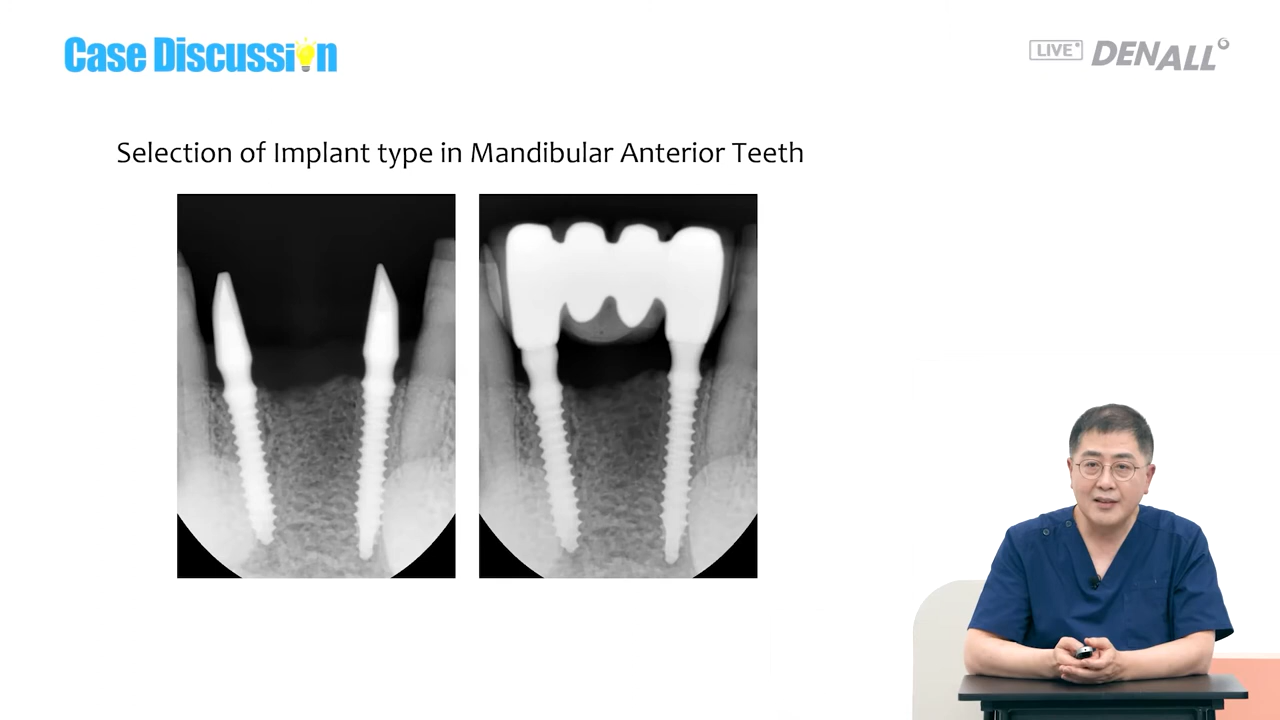 Case Discussion
LIVE DENALL
Selection of Implant type in Mandibular Anterior Teeth